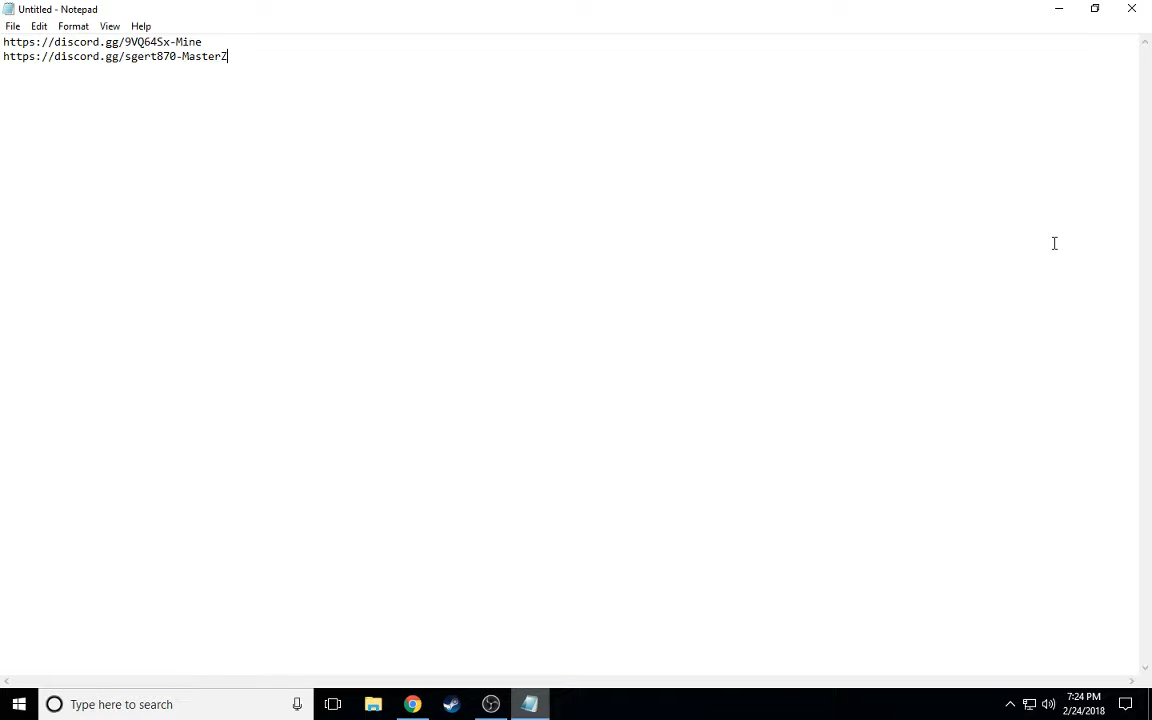 Untitled - Notepad
File Edit Format View Help
https://discord.gg/9VQ64Sx-Mine
https://discord.gg/sgert870-MasterZ
Type here to search
7:24 PM
2/24/2018